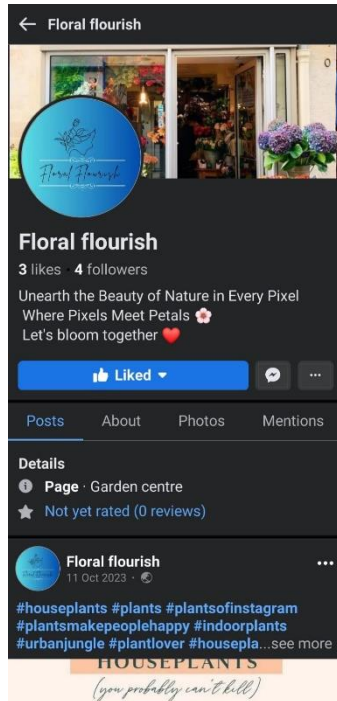 Floral flourish
Floral Flourish
Floral flourish
3 likes · 4 followers
Unearth the Beauty of Nature in Every Pixel
Where Pixels Meet Petals 🌸
Let's bloom together ❤️
Liked
Posts About Photos Mentions
Details
Page · Garden centre
Not yet rated (0 reviews)
Floral flourish
11 Oct 2023 ·
#houseplants #plants #plantsofinstagram
#plantsmakepeoplehappy #indoorplants
#urbanjungle #plantlover #housepla...see more
HOUSEPLANTS
(you probably can't kill)